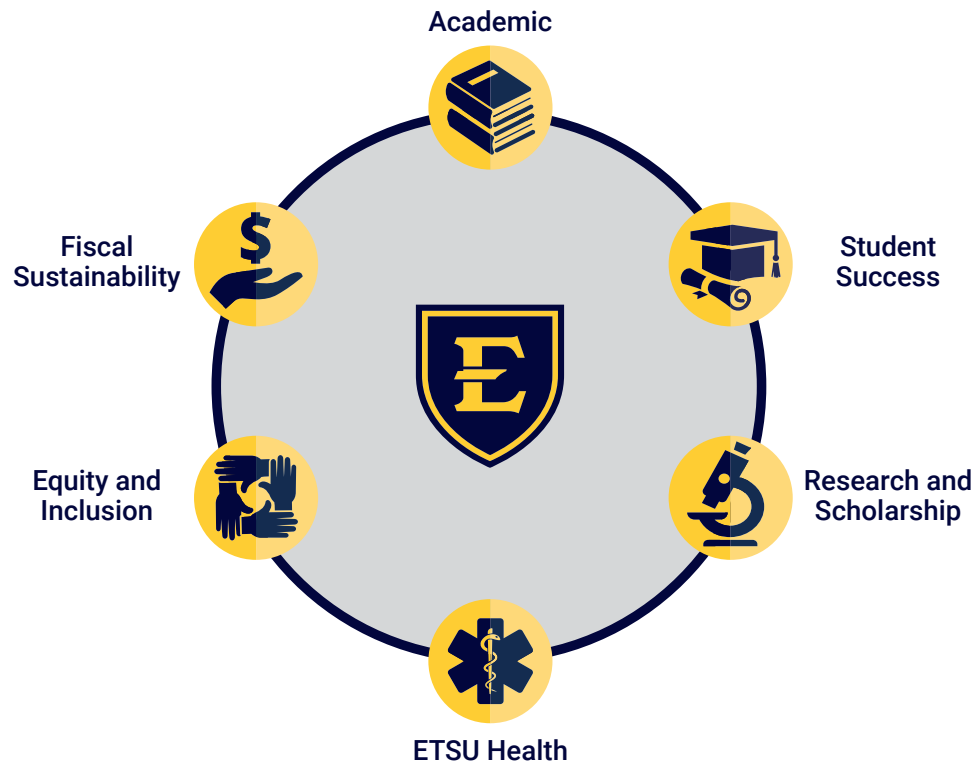 Academic
Student
Success
Research and
Scholarship
ETSU Health
Equity and
Inclusion
Fiscal
Sustainability
$
E